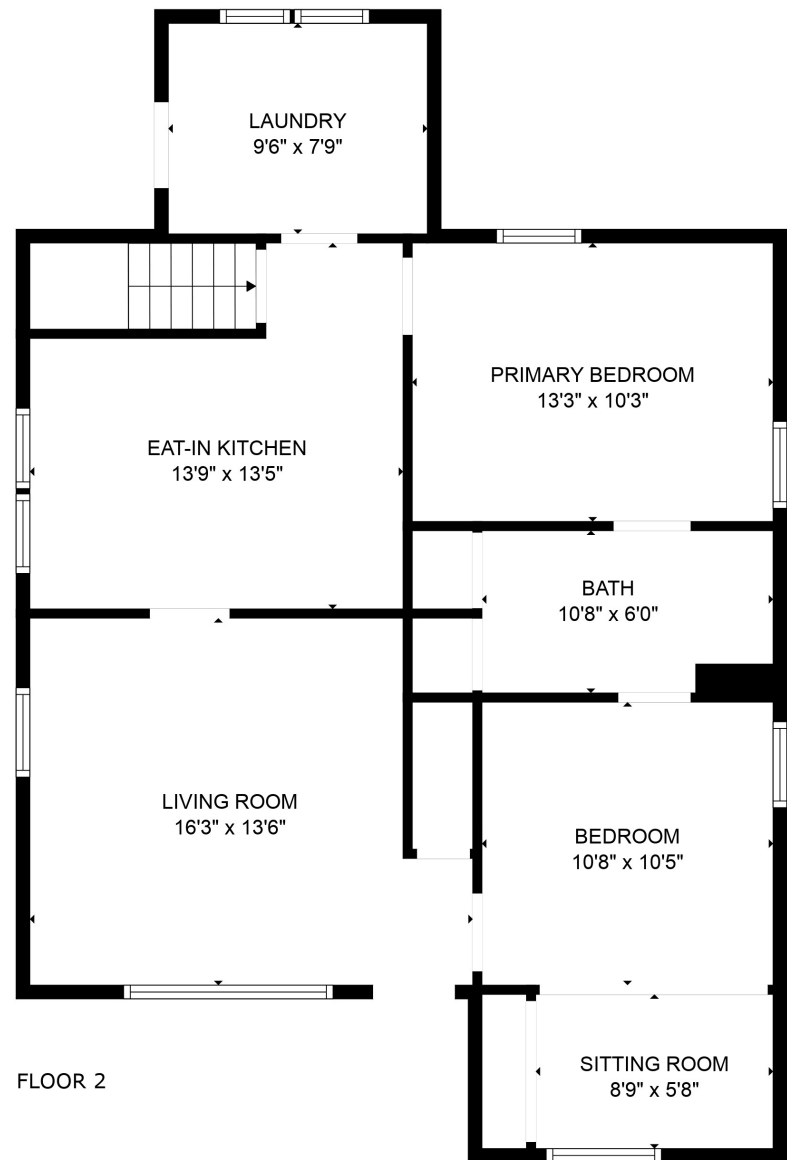 LAUNDRY
9'6" x 7'9"
PRIMARY BEDROOM
13'3" x 10'3"
EAT-IN KITCHEN
13'9" x 13'5"
BATH
10'8" x 6'0"
LIVING ROOM
16'3" x 13'6"
BEDROOM
10'8" x 10'5"
SITTING ROOM
8'9" x 5'8"
FLOOR 2